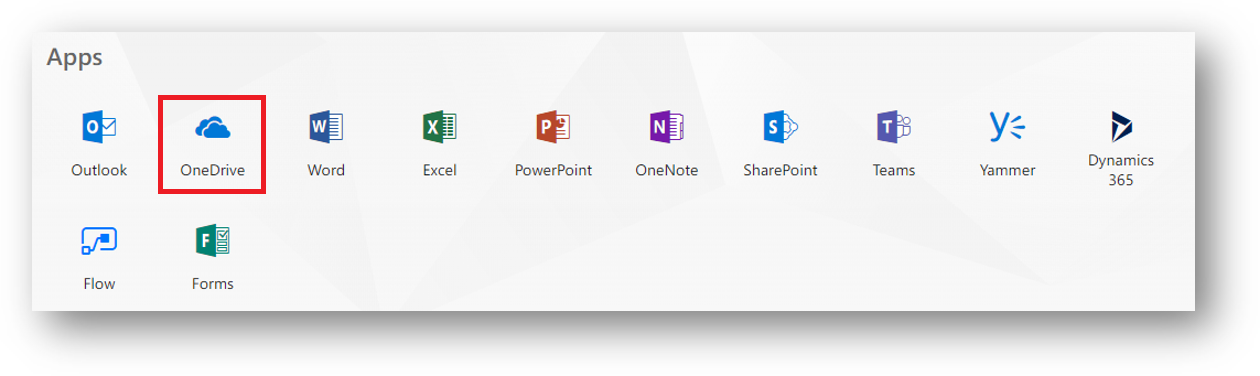 Apps
Outlook OneDrive Word Excel PowerPoint OneNote SharePoint Teams Yammer Dynamics
365
Flow Forms